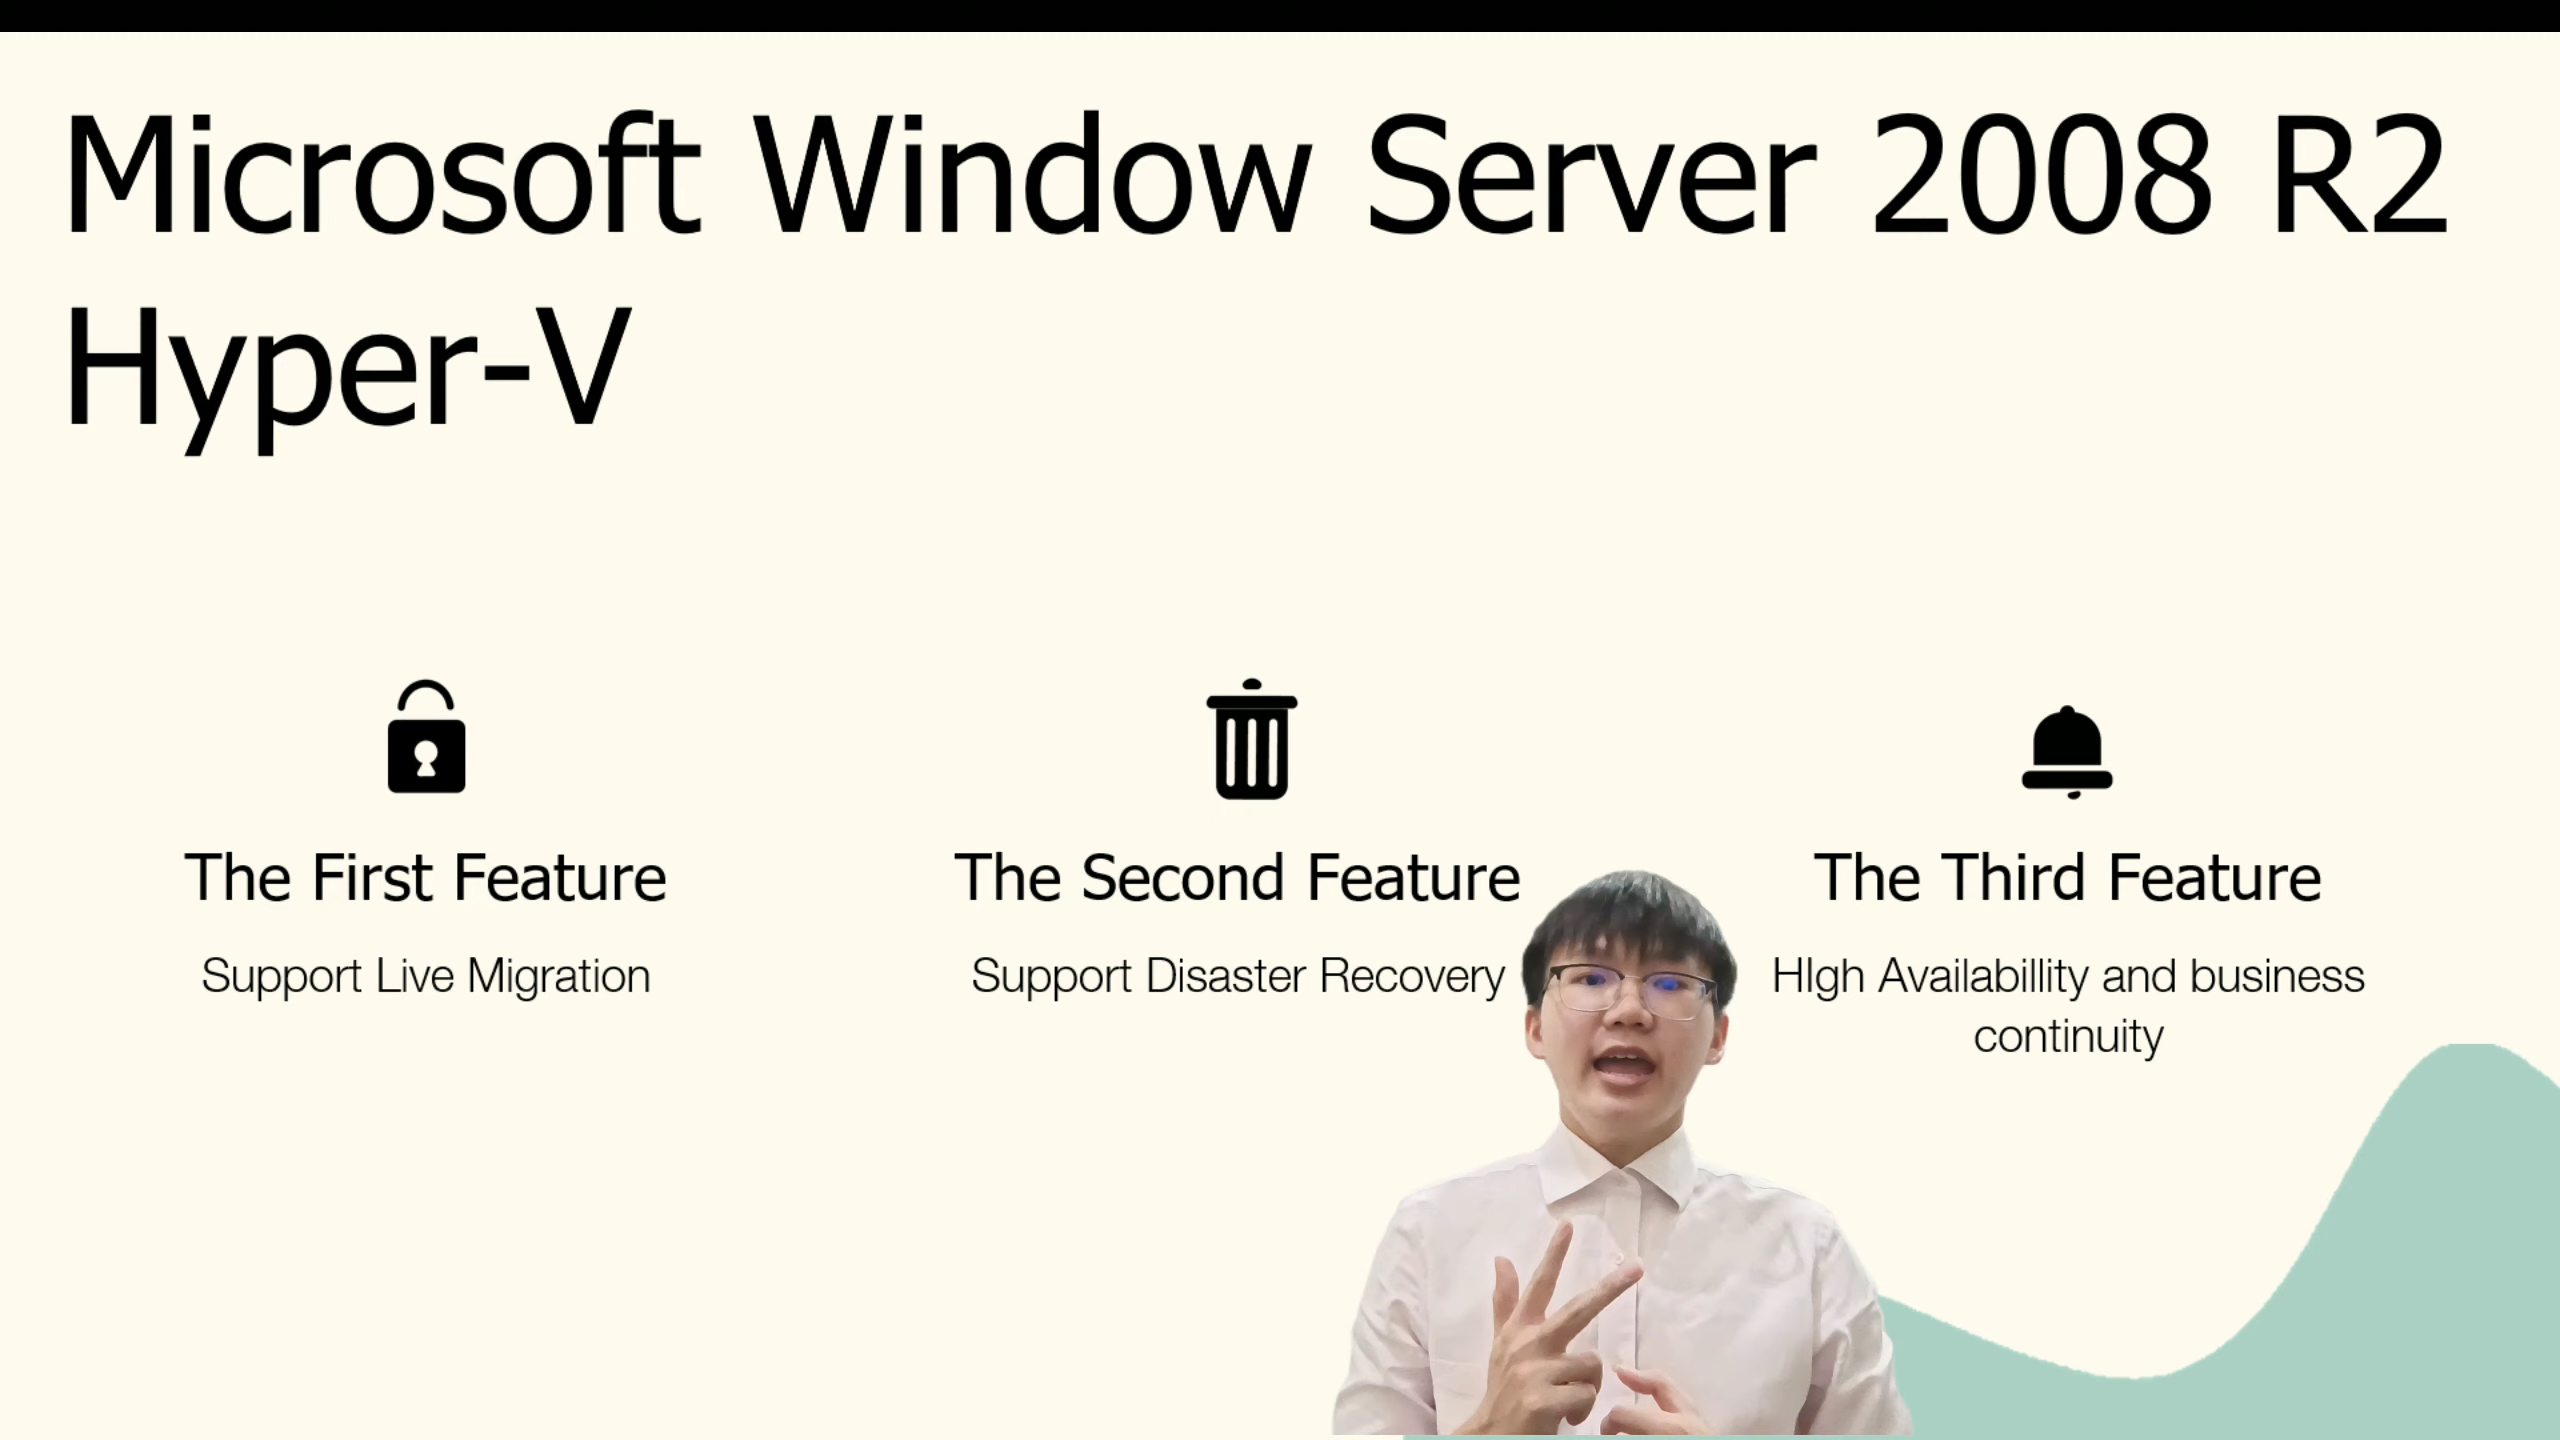 Microsoft Window Server 2008 R2
Hyper-V
The First Feature
Support Live Migration
The Second Feature
Support Disaster Recovery
The Third Feature
HIgh Availabillity and business
continuity